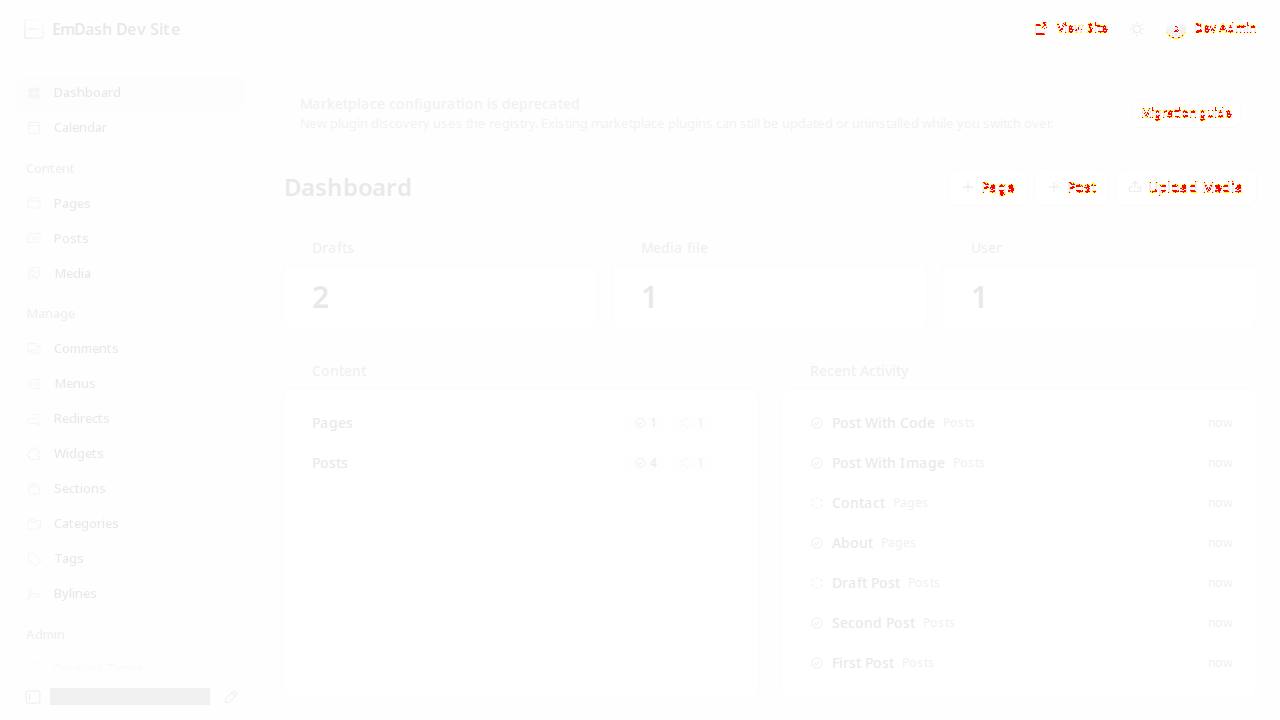 EmDash Dev Site
View Site
Dev Admin
Dashboard
Calendar
Content
Pages
Posts
Media
Manage
Comments
Menus
Redirects
Widgets
Sections
Categories
Tags
Bylines
Admin
Marketplace configuration is deprecated
New plugin discovery uses the registry. Existing marketplace plugins can still be updated or uninstalled while you switch over.
Migration guide
Dashboard
Page
Post
Upload Media
Drafts
2
Media file
1
User
1
Content
Pages 1 1
Posts 4 1
Recent Activity
Post With Code Posts now
Post With Image Posts now
Contact Pages now
About Pages now
Draft Post Posts now
Second Post Posts now
First Post Posts now